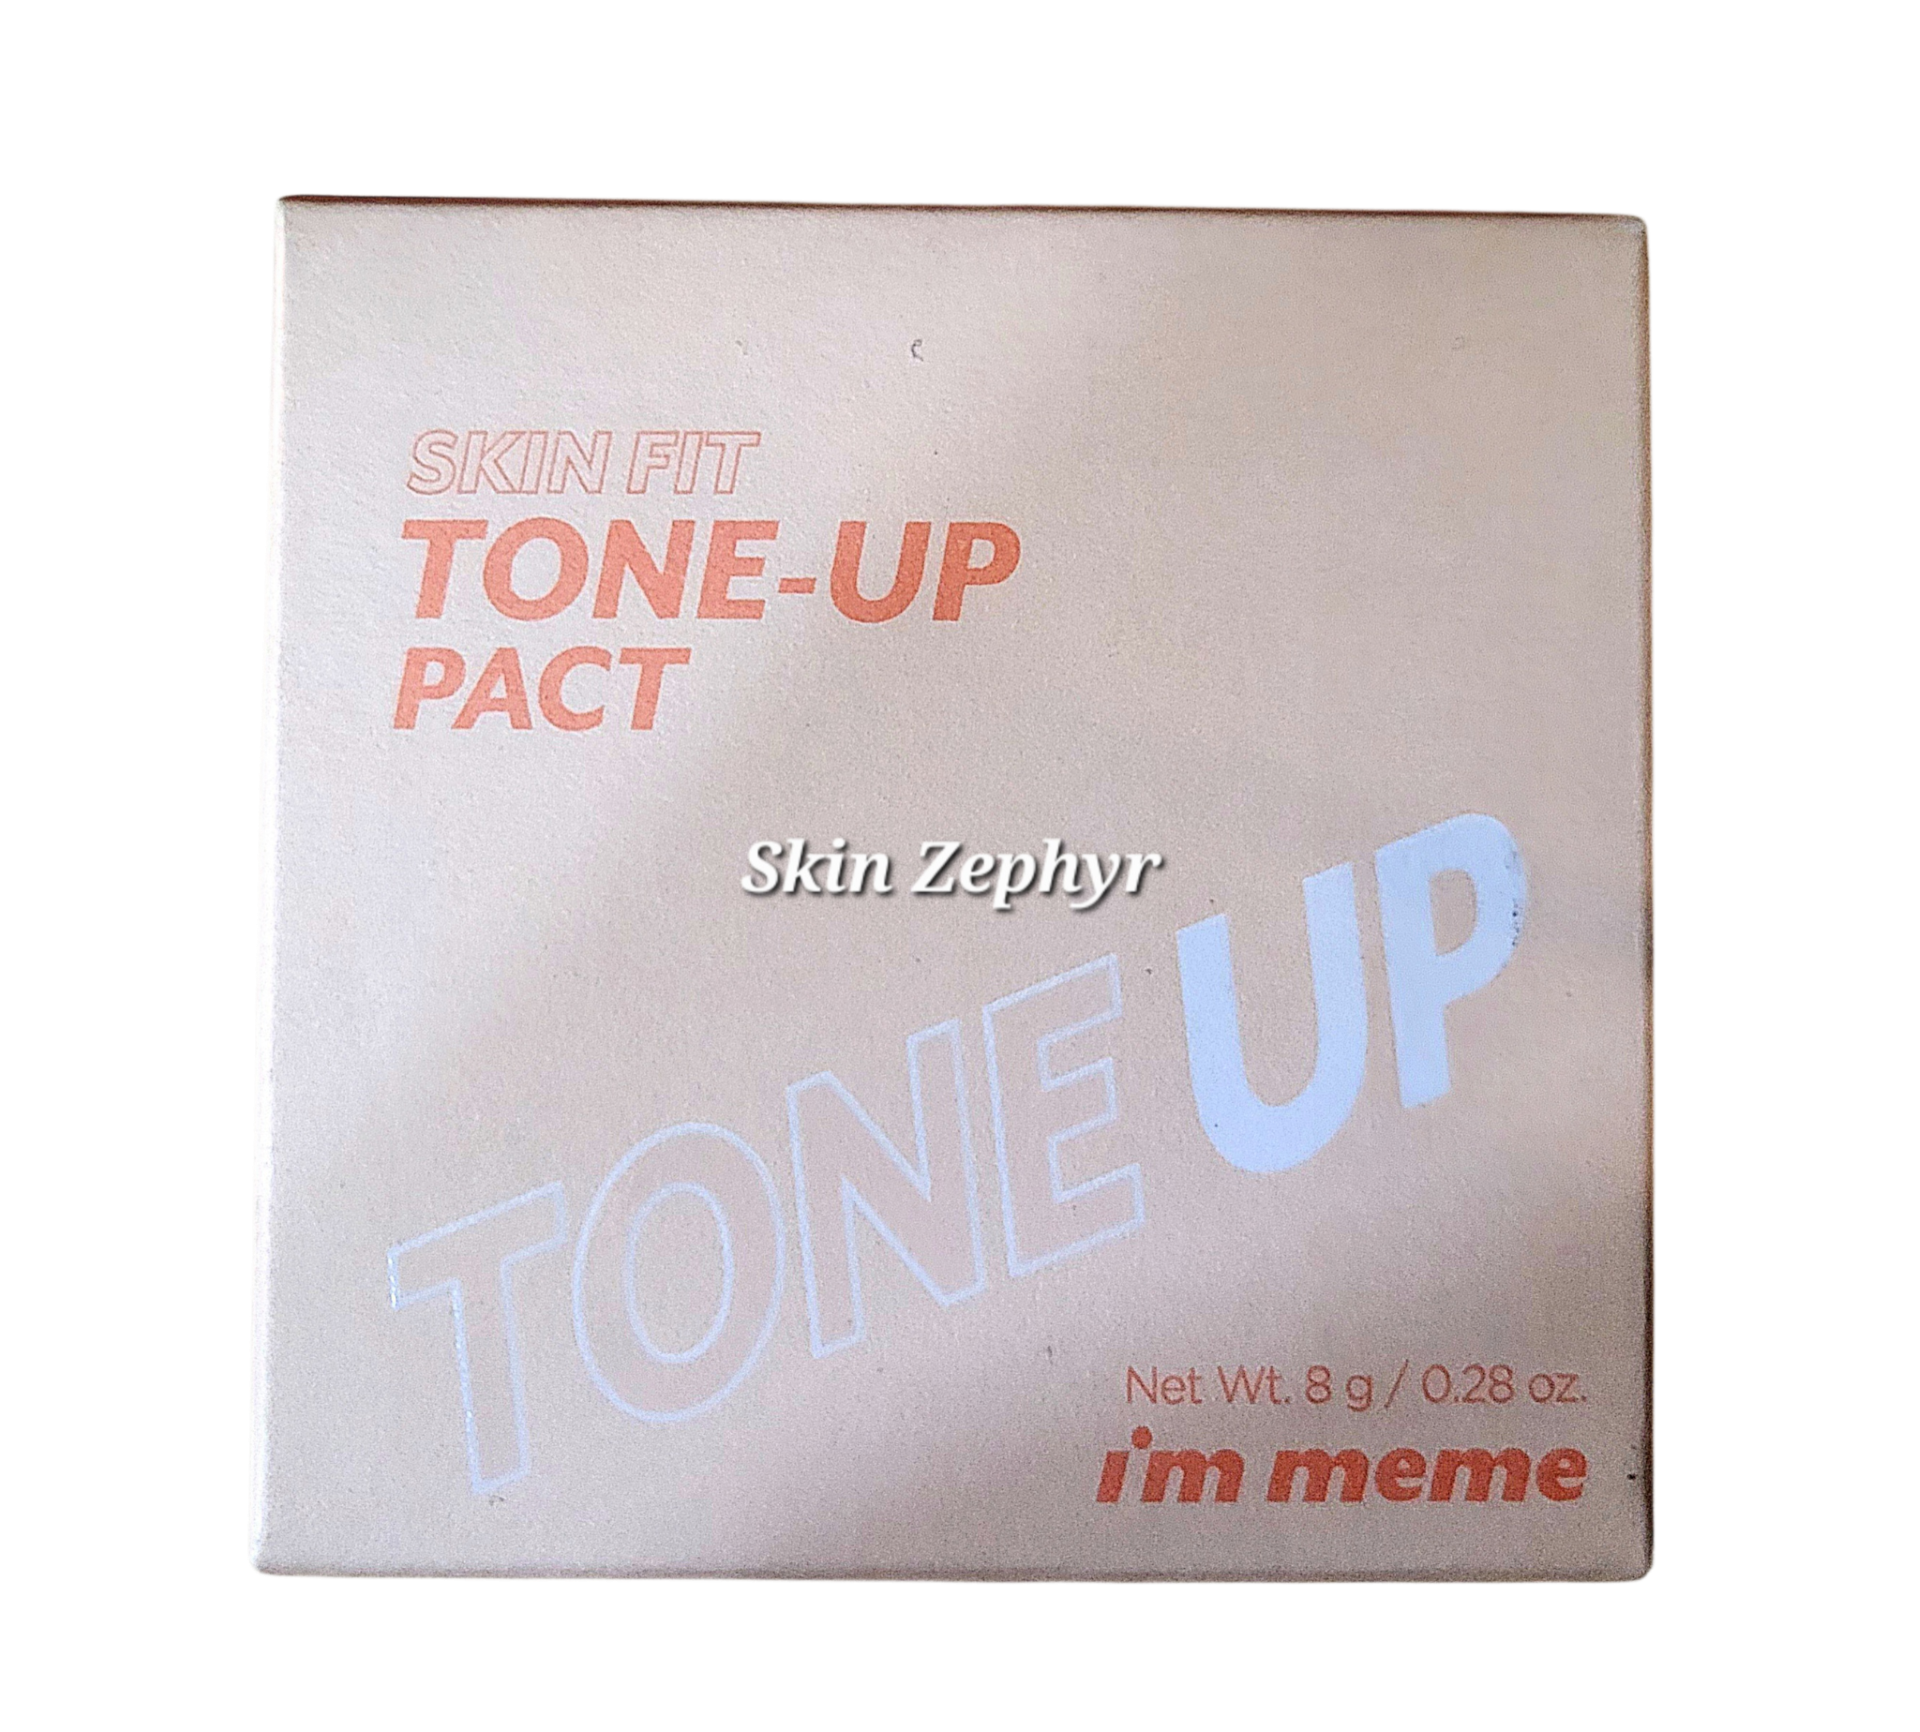 SKIN FIT
TONE-UP
PACT
Skin Zephyr
TONE UP
Net Wt. 8 g / 0.28 oz.
i'm meme